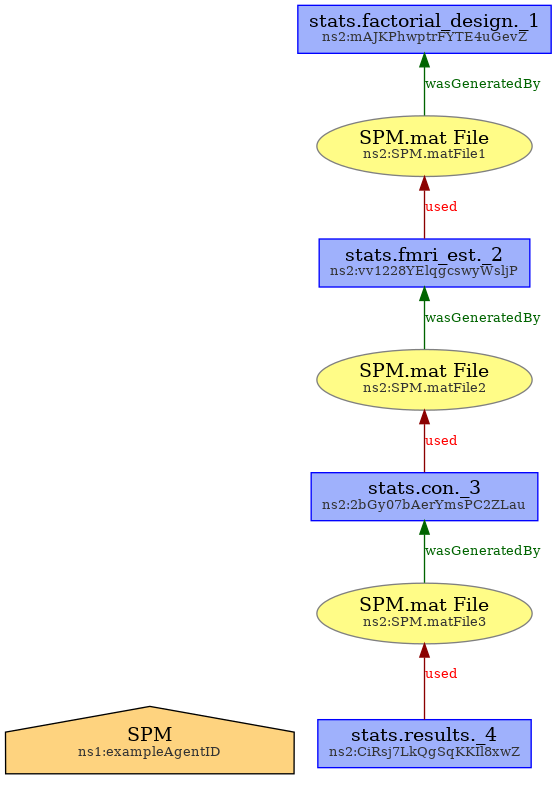 stats.factorial_design._1
ns2:mAJKPhwptrFYTE4uGevZ
wasGeneratedBy
SPM.mat File
ns2:SPM.matFile1
used
stats.fmri_est._2
ns2:vv1228YElqgcswyWsljP
wasGeneratedBy
SPM.mat File
ns2:SPM.matFile2
used
stats.con._3
ns2:2bGy07bAerYmsPC2ZLau
wasGeneratedBy
SPM.mat File
ns2:SPM.matFile3
used
SPM
ns1:exampleAgentID
stats.results._4
ns2:CiRsj7LkQgSqKKIl8xwZ